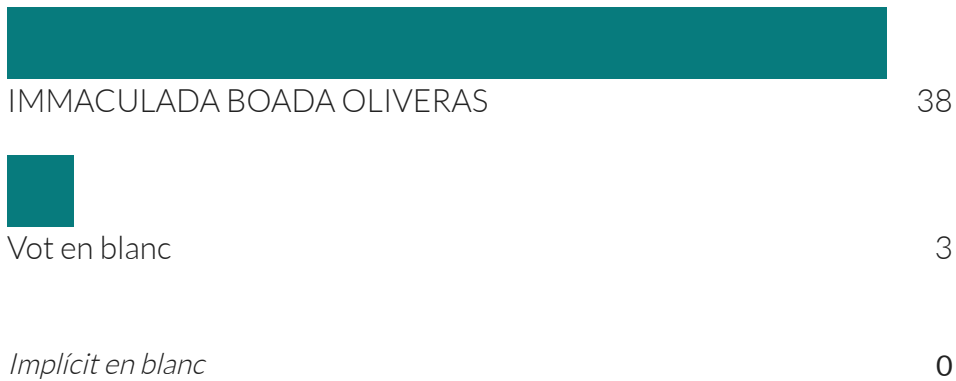 IMMACULADA BOADA OLIVERAS 38
Vot en blanc 3
Implícit en blanc 0